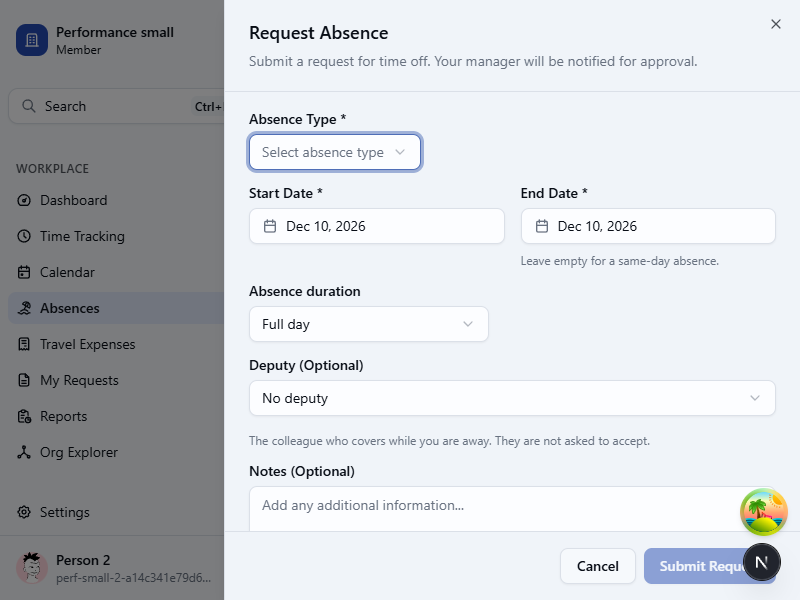 Performance small
Member
Search
Ctrl+
WORKPLACE
Dashboard
Time Tracking
Calendar
Absences
Travel Expenses
My Requests
Reports
Org Explorer
Settings
Person 2
perf-small-2-a14c341e79d6...
Request Absence
Submit a request for time off. Your manager will be notified for approval.
Absence Type *
Select absence type
Start Date *
End Date *
Dec 10, 2026
Dec 10, 2026
Leave empty for a same-day absence.
Absence duration
Full day
Deputy (Optional)
No deputy
The colleague who covers while you are away. They are not asked to accept.
Notes (Optional)
Add any additional information...
Cancel
Submit Requ
N